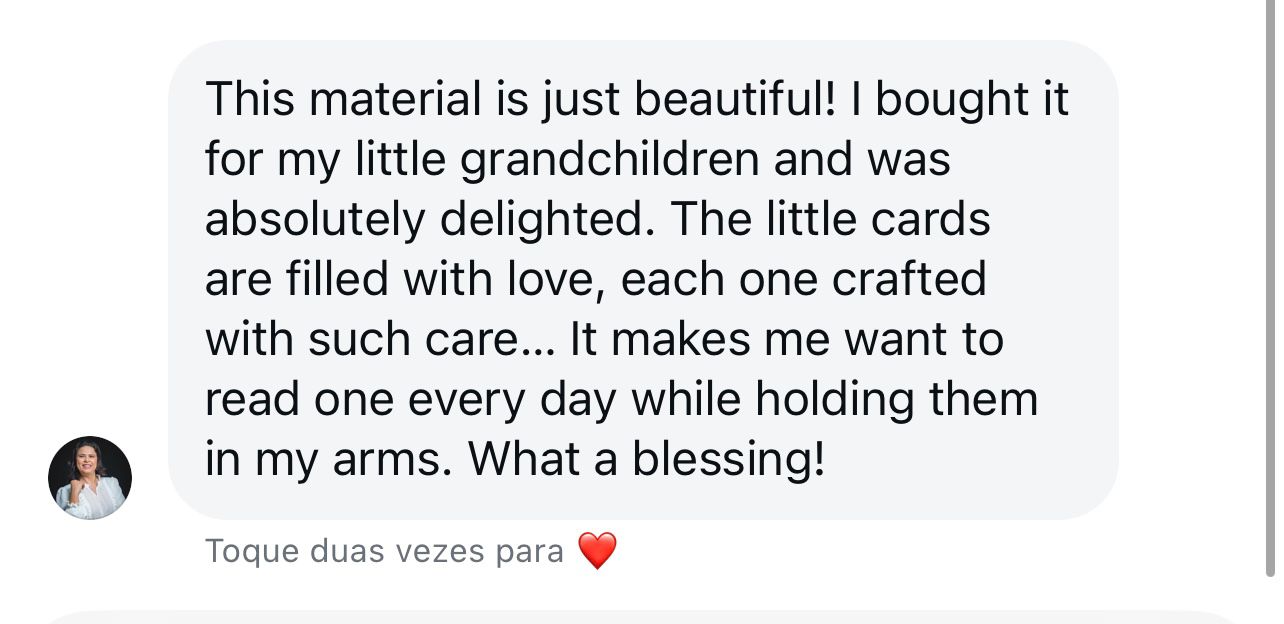 This material is just beautiful! I bought it
for my little grandchildren and was
absolutely delighted. The little cards
are filled with love, each one crafted
with such care... It makes me want to
read one every day while holding them
in my arms. What a blessing!
Toque duas vezes para ❤️